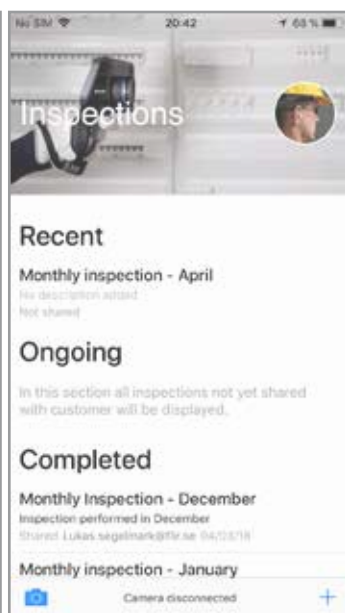 No SIM 20:42 63 %
Inspections
Recent
Monthly inspection - April
No description added
Not shared
Ongoing
In this section all inspections not yet shared
with customer will be displayed.
Completed
Monthly Inspection - December
Inspection performed in December
Shared Lukas.segelmark@flir.se 04/03/18
Monthly inspection - January
Camera disconnected